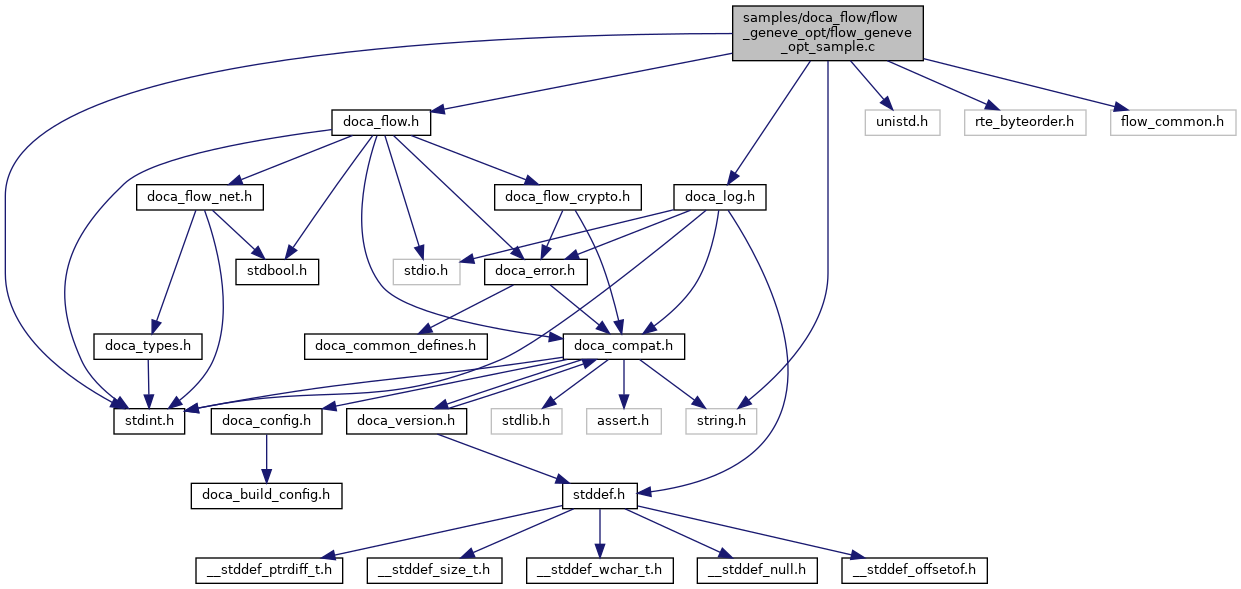 samples/doca_flow/flow
_geneve_opt/flow_geneve
_opt_sample.c
doca_flow.h
unistd.h
rte_byteorder.h
flow_common.h
doca_flow_net.h
doca_flow_crypto.h
doca_log.h
stdbool.h
stdio.h
doca_error.h
doca_types.h
doca_common_defines.h
doca_compat.h
stdint.h
doca_config.h
doca_version.h
stdlib.h
assert.h
string.h
doca_build_config.h
stddef.h
__stddef_ptrdiff_t.h
__stddef_size_t.h
__stddef_wchar_t.h
__stddef_null.h
__stddef_offsetof.h